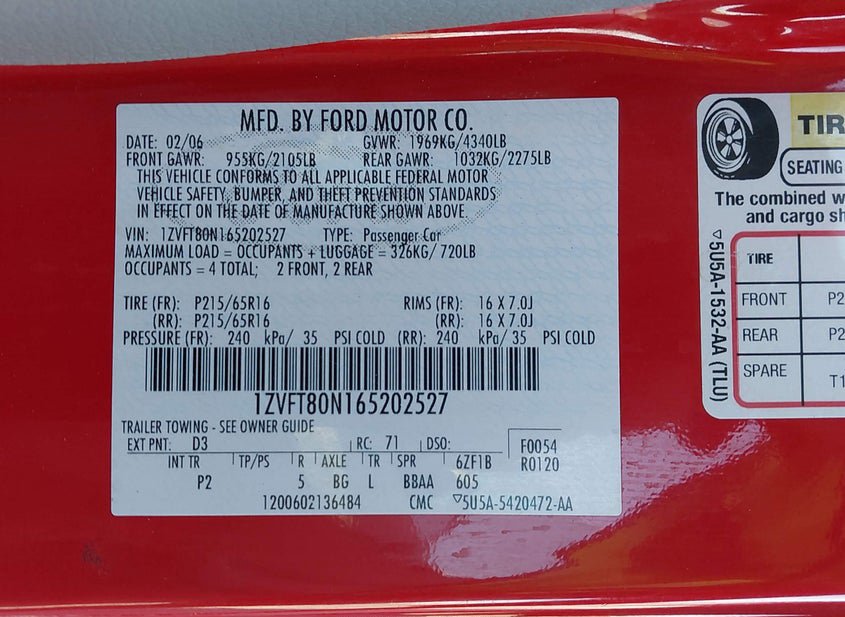 MFD. BY FORD MOTOR CO.
DATE: 02/06 GVWR: 1969KG/4340LB
FRONT GAWR: 955KG/2105LB REAR GAWR: 1032KG/2275LB
THIS VEHICLE CONFORMS TO ALL APPLICABLE FEDERAL MOTOR
VEHICLE SAFETY, BUMPER, AND THEFT PREVENTION STANDARDS
IN EFFECT ON THE DATE OF MANUFACTURE SHOWN ABOVE.
VIN: 1ZVFT80N165202527 TYPE: Passenger Car
MAXIMUM LOAD = OCCUPANTS + LUGGAGE = 326KG/ 720LB
OCCUPANTS = 4 TOTAL; 2 FRONT, 2 REAR
TIRE (FR): P215/65R16 RIMS (FR): 16 X 7.0J
(RR): P215/65R16 (RR): 16 X 7.0J
PRESSURE (FR): 240 kPa/ 35 PSI COLD (RR): 240 kPa/ 35 PSI COLD
1ZVFT80N165202527
TRAILER TOWING - SEE OWNER GUIDE
EXT PNT: D3 RC: 71 DSO: F0054
INT TR TP/PS R AXLE TR SPR 6ZF1B R0120
P2 5 BG L BBAA 605
1200602136484 CMC ▽5U5A-5420472-AA
TIR
SEATING
The combined w
and cargo sh
▽5U5A-1532-AA (TLU)
TIRE
FRONT P2
REAR P2
SPARE T1